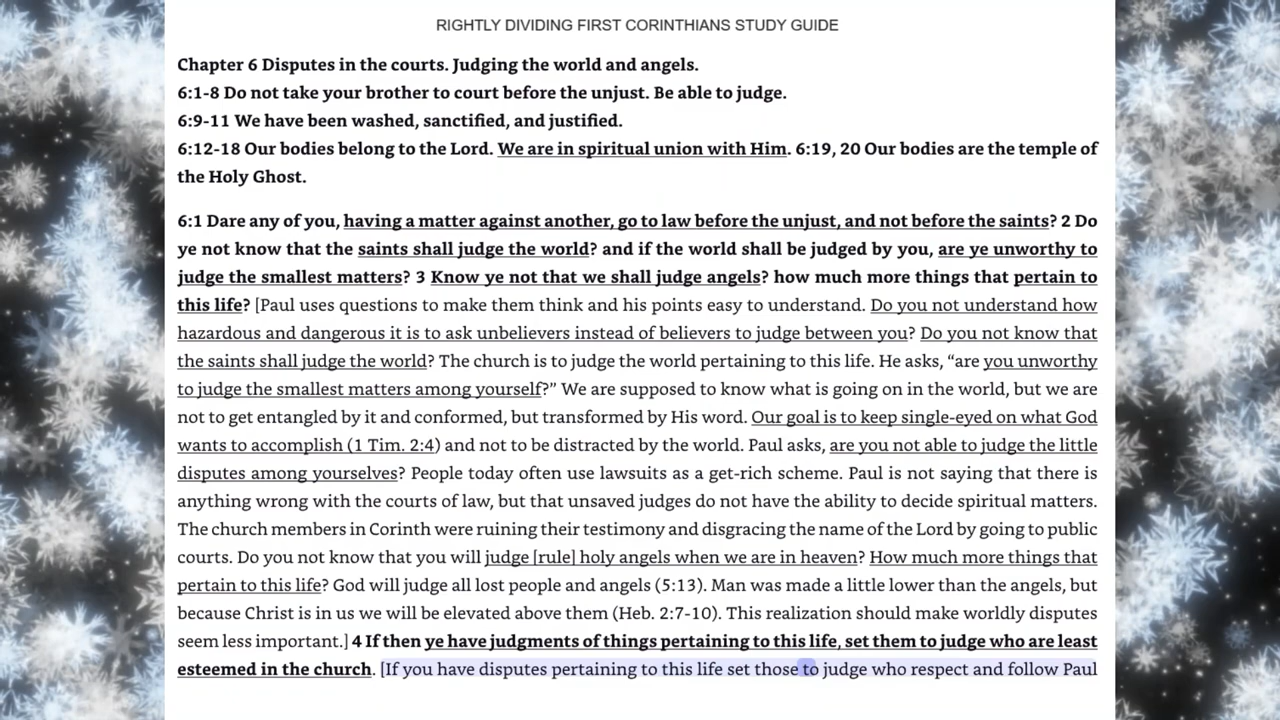 RIGHTLY DIVIDING FIRST CORINTHIANS STUDY GUIDE
Chapter 6 Disputes in the courts. Judging the world and angels.
6:1-8 Do not take your brother to court before the unjust. Be able to judge.
6:9-11 We have been washed, sanctified, and justified.
6:12-18 Our bodies belong to the Lord. We are in spiritual union with Him. 6:19, 20 Our bodies are the temple of
the Holy Ghost.
6:1 Dare any of you, having a matter against another, go to law before the unjust, and not before the saints? 2 Do
ye not know that the saints shall judge the world? and if the world shall be judged by you, are ye unworthy to
judge the smallest matters? 3 Know ye not that we shall judge angels? how much more things that pertain to
this life? [Paul uses questions to make them think and his points easy to understand. Do you not understand how
hazardous and dangerous it is to ask unbelievers instead of believers to judge between you? Do you not know that
the saints shall judge the world? The church is to judge the world pertaining to this life. He asks, “are you unworthy
to judge the smallest matters among yourself?” We are supposed to know what is going on in the world, but we are
not to get entangled by it and conformed, but transformed by His word. Our goal is to keep single-eyed on what God
wants to accomplish (1 Tim. 2:4) and not to be distracted by the world. Paul asks, are you not able to judge the little
disputes among yourselves? People today often use lawsuits as a get-rich scheme. Paul is not saying that there is
anything wrong with the courts of law, but that unsaved judges do not have the ability to decide spiritual matters.
The church members in Corinth were ruining their testimony and disgracing the name of the Lord by going to public
courts. Do you not know that you will judge [rule] holy angels when we are in heaven? How much more things that
pertain to this life? God will judge all lost people and angels (5:13). Man was made a little lower than the angels, but
because Christ is in us we will be elevated above them (Heb. 2:7-10). This realization should make worldly disputes
seem less important.] 4 If then ye have judgments of things pertaining to this life, set them to judge who are least
esteemed in the church. [If you have disputes pertaining to this life set those to judge who respect and follow Paul